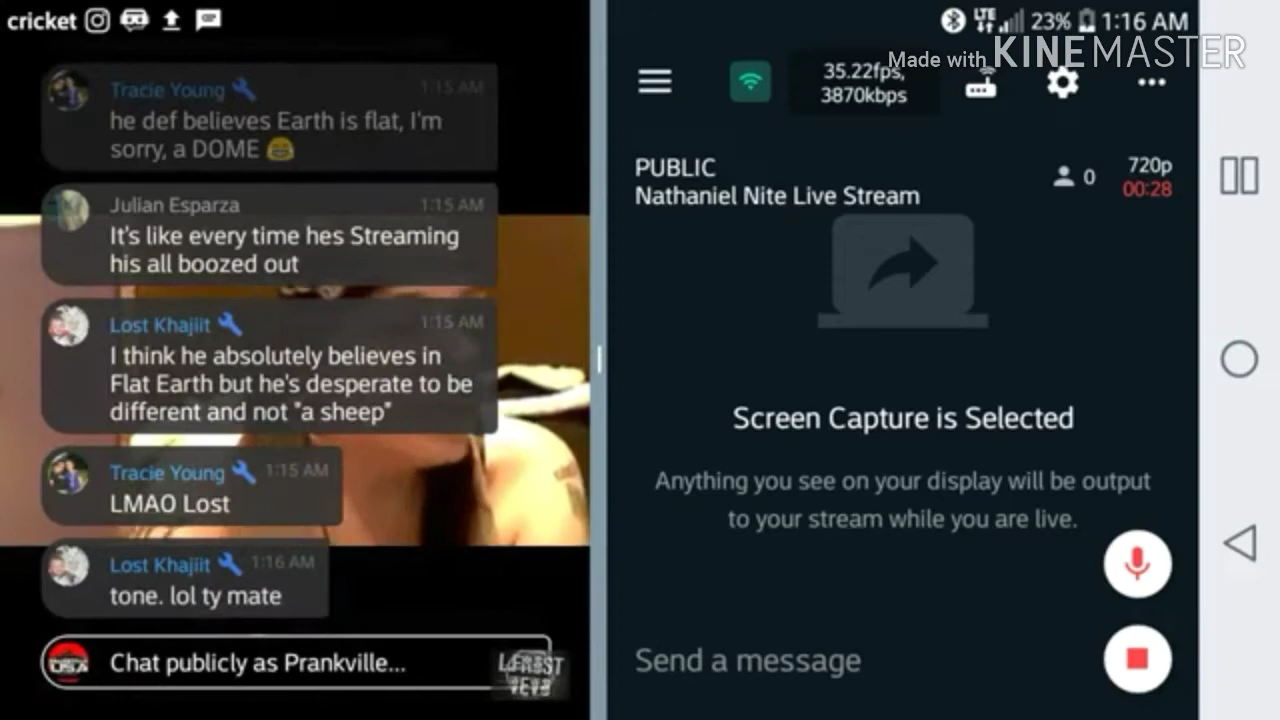 cricket
LTE 23% 1:16 AM
Made with KINEMASTER
Tracie Young 1:15 AM
he def believes Earth is flat, I'm
sorry, a DOME 😂
Julian Esparza 1:15 AM
It's like every time hes Streaming
his all boozed out
Lost Khajiit 1:15 AM
I think he absolutely believes in
Flat Earth but he's desperate to be
different and not "a sheep"
Tracie Young 1:15 AM
LMAO Lost
Lost Khajiit 1:16 AM
tone. lol ty mate
USA
Chat publicly as Prankville...
35.22fps,
3870kbps
PUBLIC
Nathaniel Nite Live Stream
0
720p
00:28
Screen Capture is Selected
Anything you see on your display will be output
to your stream while you are live.
Send a message